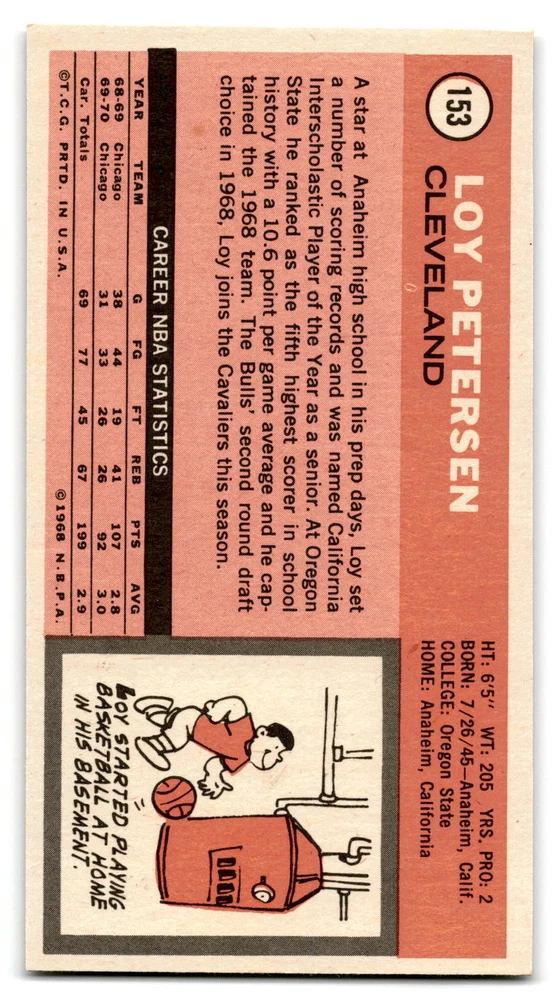 153
LOY PETERSEN
CLEVELAND
HT: 6'5" WT: 205 YRS. PRO: 2
BORN: 7/26/45—Anaheim, Calif.
COLLEGE: Oregon State
HOME: Anaheim, California
A star at Anaheim high school in his prep days, Loy set
a number of scoring records and was named California
Interscholastic Player of the Year as a senior. At Oregon
State he ranked as the fifth highest scorer in school
history with a 10.6 point per game average and he cap-
tained the 1968 team. The Bulls' second round draft
choice in 1968, Loy joins the Cavaliers this season.
CAREER NBA STATISTICS
YEAR TEAM G FG FT REB PTS AVG
68-69 Chicago 38 44 19 41 107 2.8
69-70 Chicago 31 33 26 26 92 3.0
Car. Totals 69 77 45 67 199 2.9
©T.C.G. PRTD. IN U.S.A. ©1968 N.B.P.A.
LOY STARTED PLAYING
BASKETBALL AT HOME
IN HIS BASEMENT.